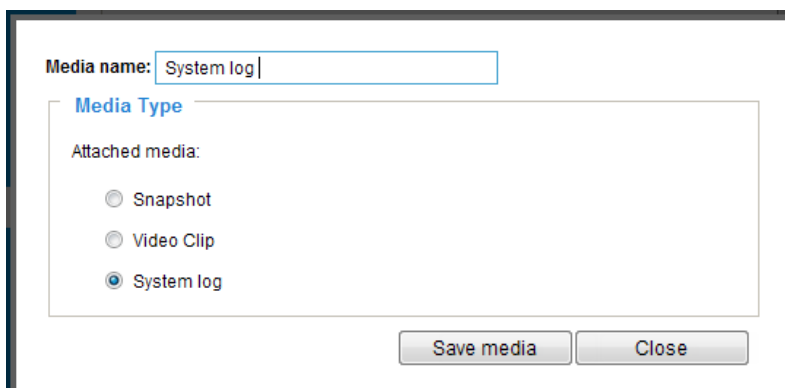 Media name: System log
Media Type
Attached media:
Snapshot
Video Clip
System log
Save media Close